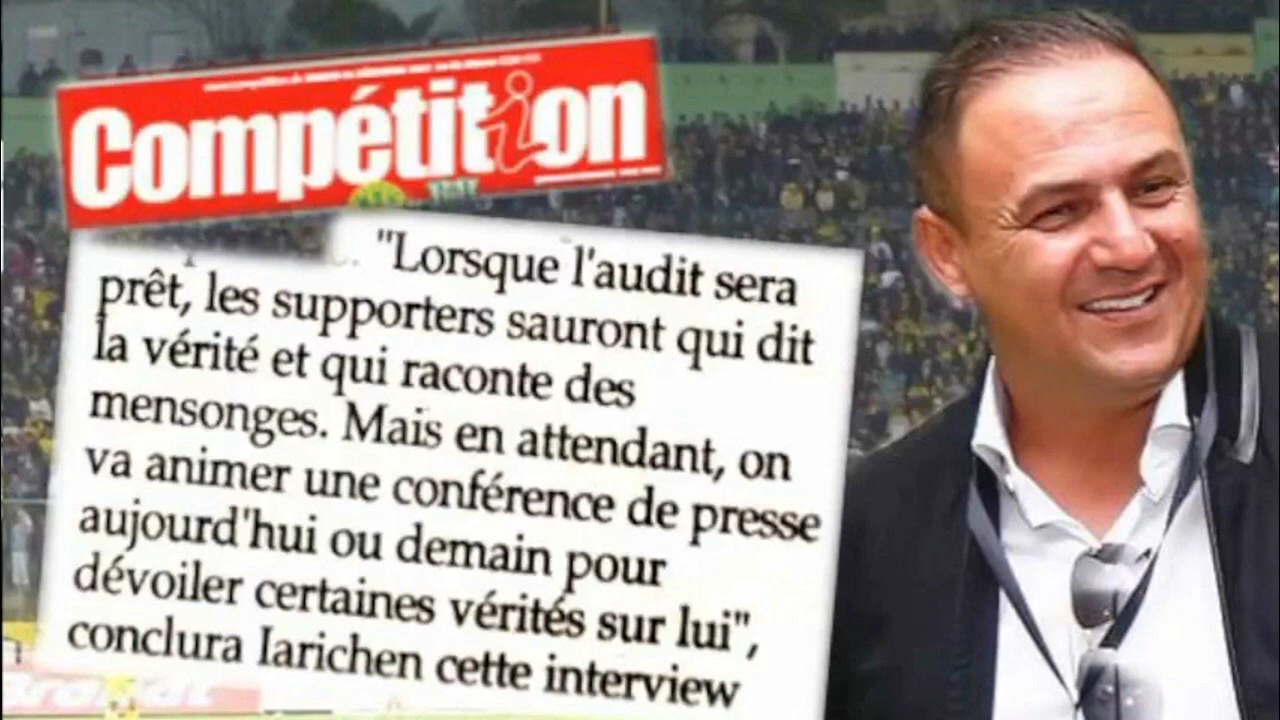 Compétition
"Lorsque l'audit sera
prêt, les supporters sauront qui dit
la vérité et qui raconte des
mensonges. Mais en attendant, on
va animer une conférence de presse
aujourd'hui ou demain pour
dévoiler certaines vérités sur lui",
conclura Iarichen cette interview
Brandt